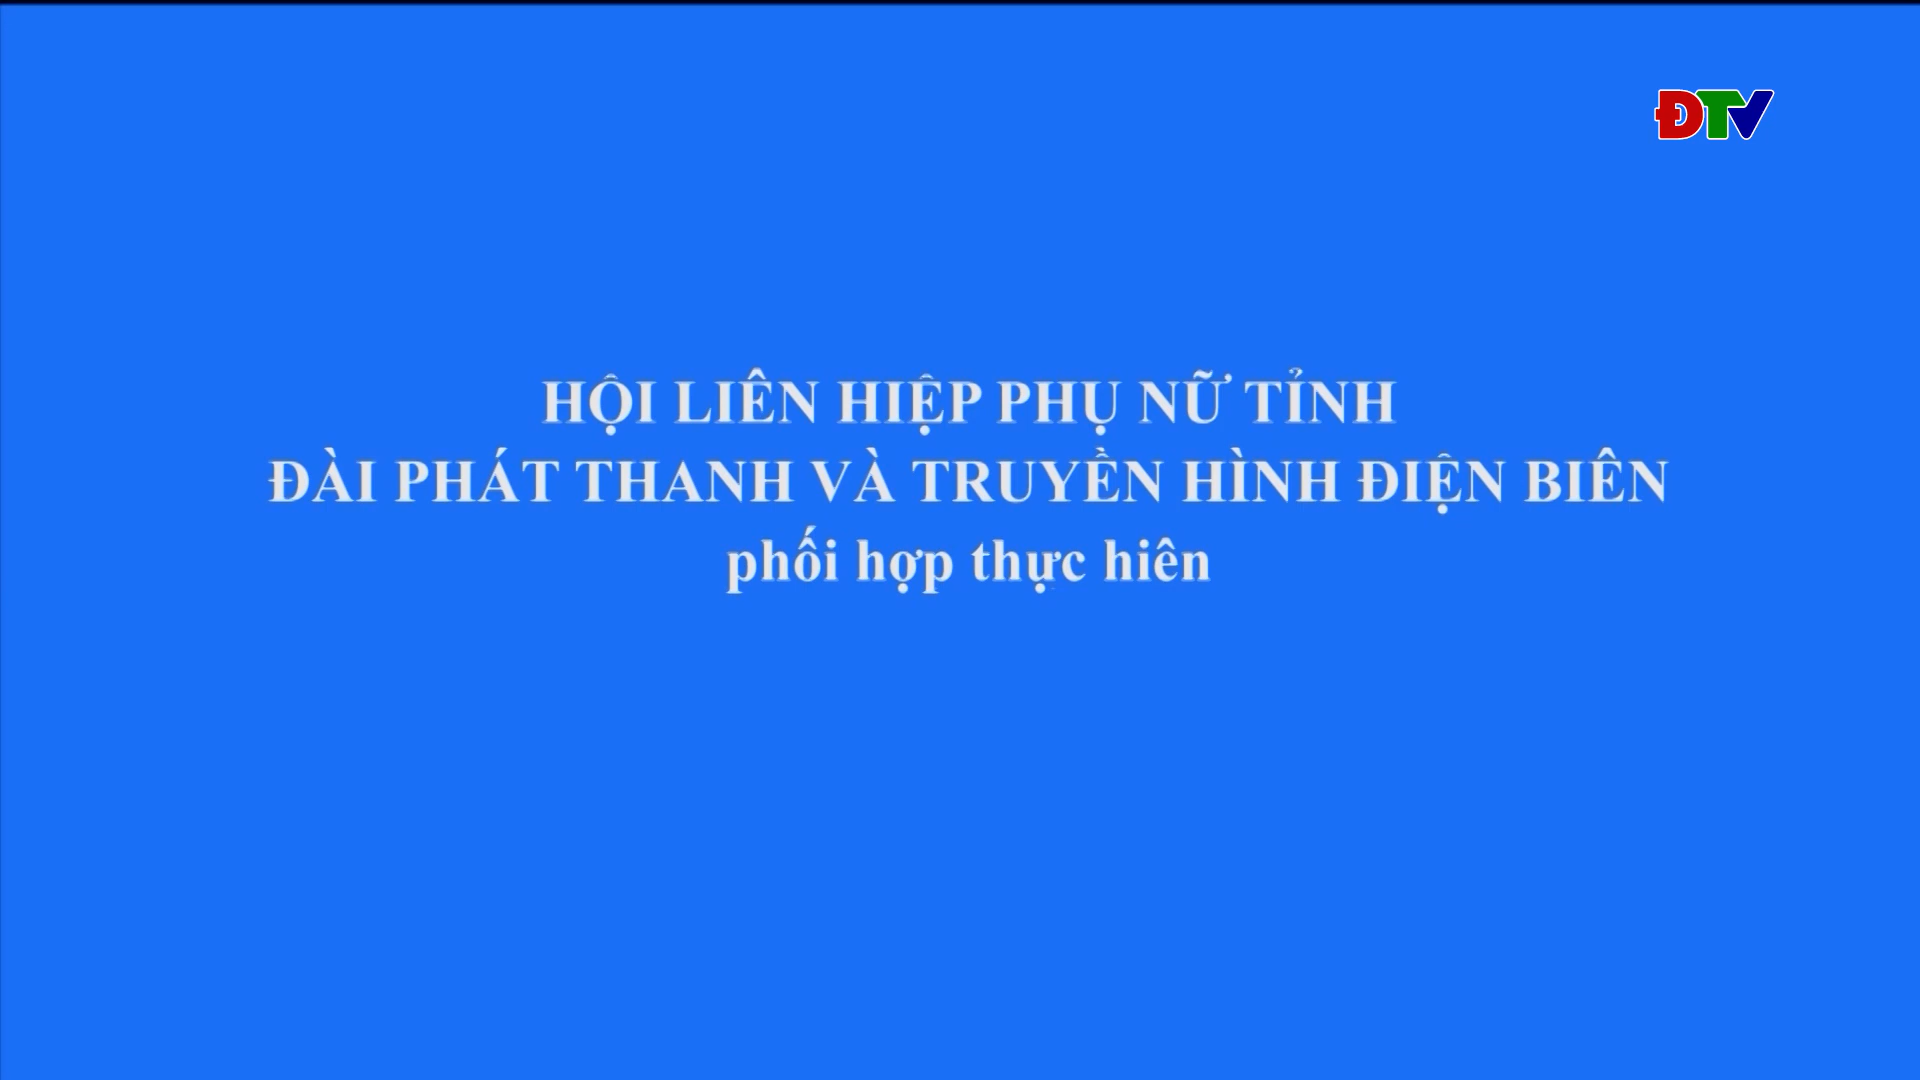 ĐTV
HỘI LIÊN HIỆP PHỤ NỮ TỈNH
ĐÀI PHÁT THANH VÀ TRUYỀN HÌNH ĐIỆN BIÊN
phối hợp thực hiên